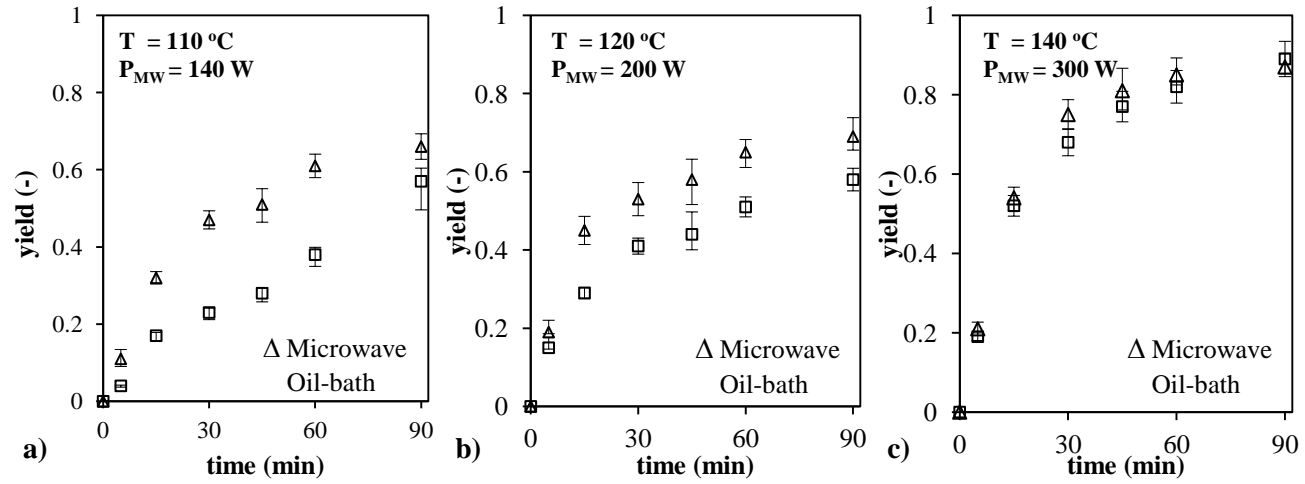 T = 110 ºC
P_MW = 140 W
1
0.8
0.6
0.4
0.2
0
yield (-)
Δ Microwave
Oil-bath
0 30 60 90
time (min)
a)
T = 120 ºC
P_MW = 200 W
1
0.8
0.6
0.4
0.2
0
yield (-)
Δ Microwave
Oil-bath
0 30 60 90
time (min)
b)
T = 140 ºC
P_MW = 300 W
1
0.8
0.6
0.4
0.2
0
yield (-)
Δ Microwave
Oil-bath
0 30 60 90
time (min)
c)